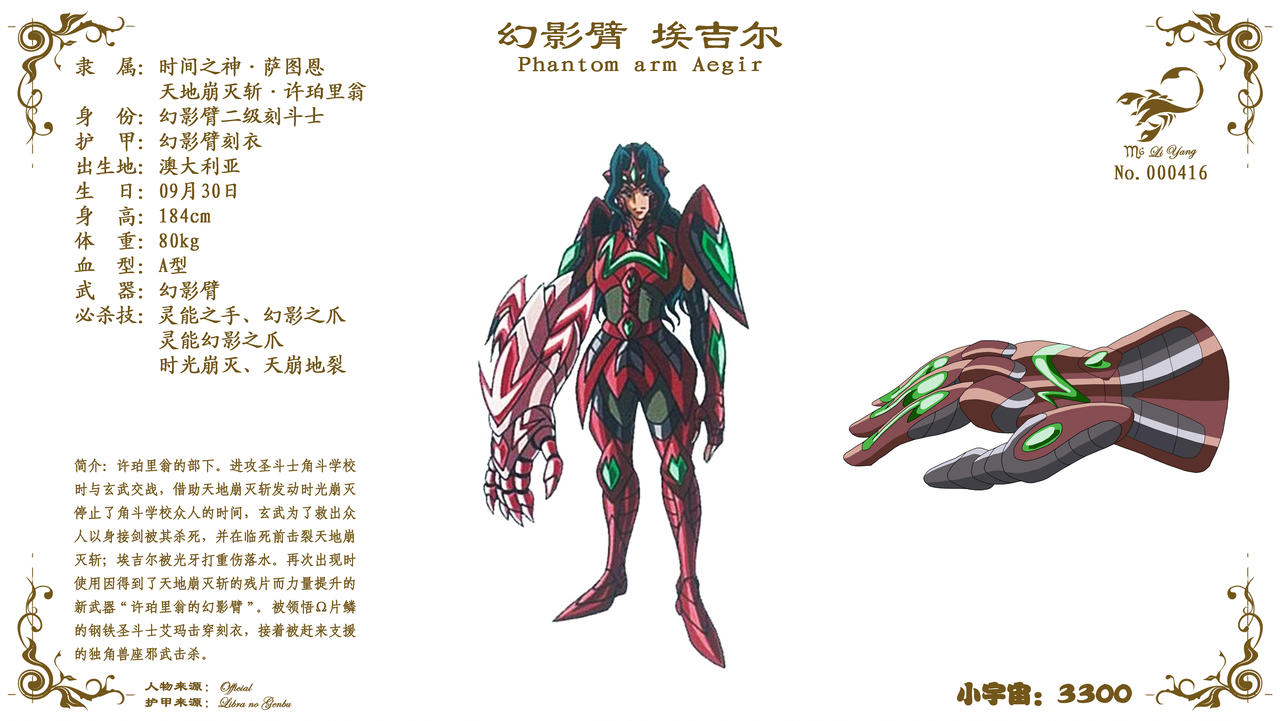 幻影臂 埃吉尔
Phantom arm Aegir
隶 属：时间之神·萨图恩
天地崩灭斩·许珀里翁
身 份：幻影臂二级刻斗士
护 甲：幻影臂刻衣
出生地：澳大利亚
生 日：09月30日
身 高：184cm
体 重：80kg
血 型：A型
武 器：幻影臂
必杀技：灵能之手、幻影之爪
灵能幻影之爪
时光崩灭、天崩地裂
Li Yang
No.000416
简介：许珀里翁的部下。进攻圣斗士角斗学校
时与玄武交战，借助天地崩灭斩发动时光崩灭
停止了角斗学校众人的时间，玄武为了救出众
人以身接剑被其杀死，并在临死前击裂天地崩
灭斩；埃吉尔被光牙打重伤落水。再次出现时
使用因得到了天地崩灭斩的残片而力量提升的
新武器“许珀里翁的幻影臂”。被领悟Ω片鳞
的钢铁圣斗士艾玛击穿刻衣，接着被赶来支援
的独角兽座邪武击杀。
人物来源：Official
护甲来源：Libra no Genbu
小宇宙：3300